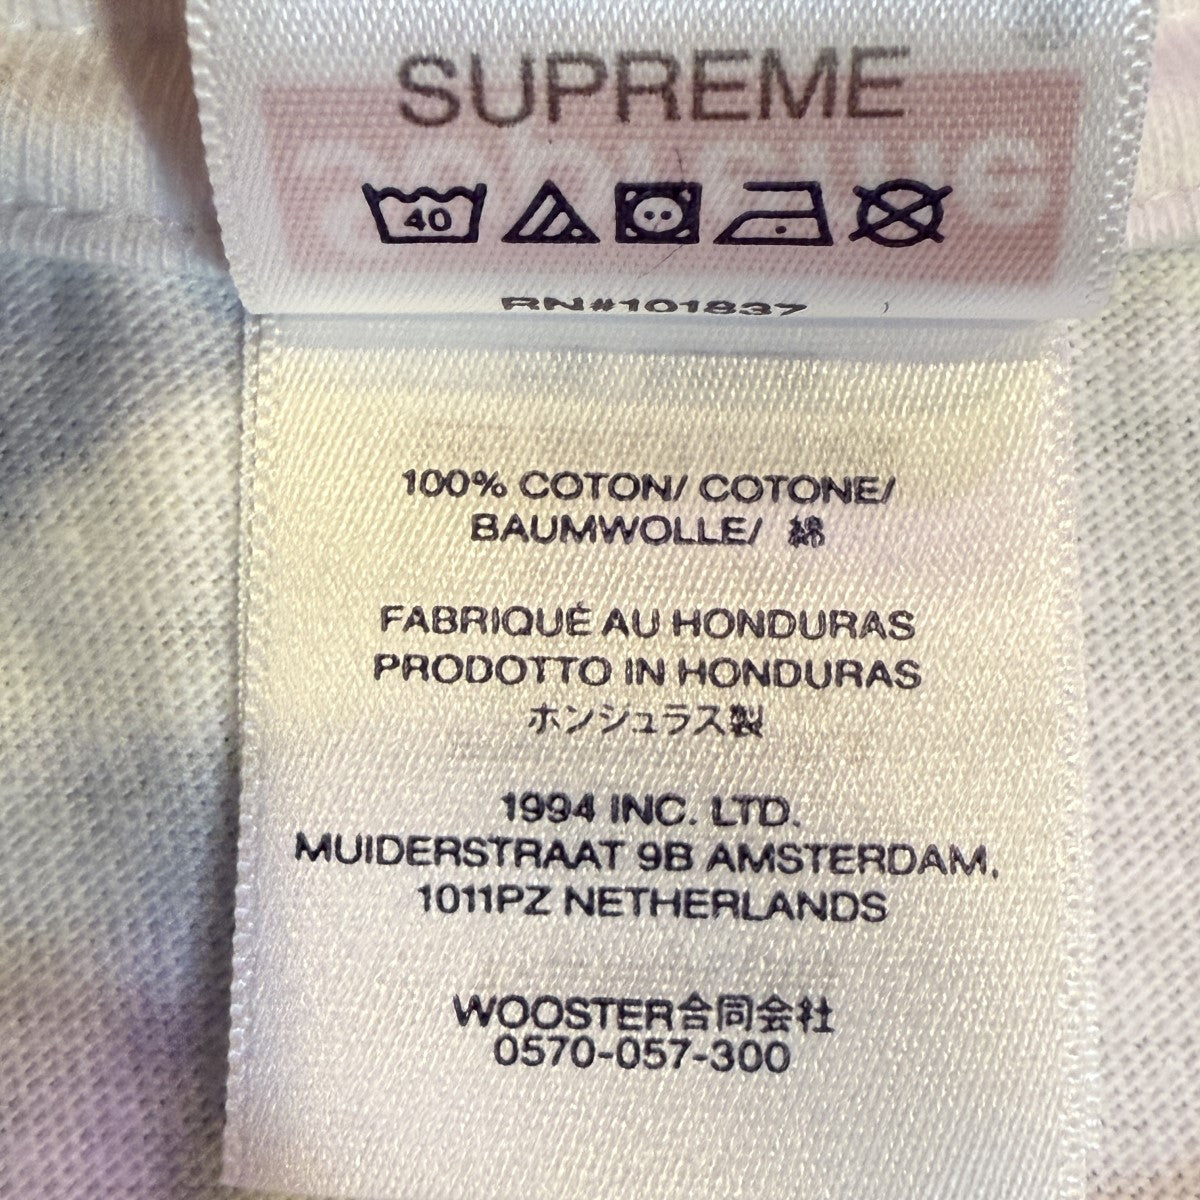 SUPREME
40
RN#101837
100% COTON/ COTONE/
BAUMWOLLE/ 綿
FABRIQUÉ AU HONDURAS
PRODOTTO IN HONDURAS
ホンジュラス製
1994 INC. LTD.
MUIDERSTRAAT 9B AMSTERDAM,
1011PZ NETHERLANDS
WOOSTER合同会社
0570-057-300